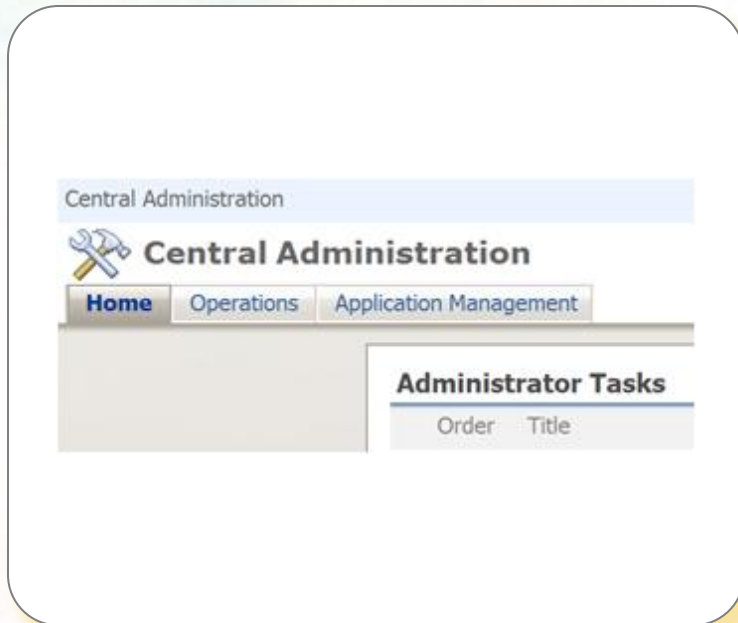 Central Administration
Central Administration
Home Operations Application Management
Administrator Tasks
Order Title